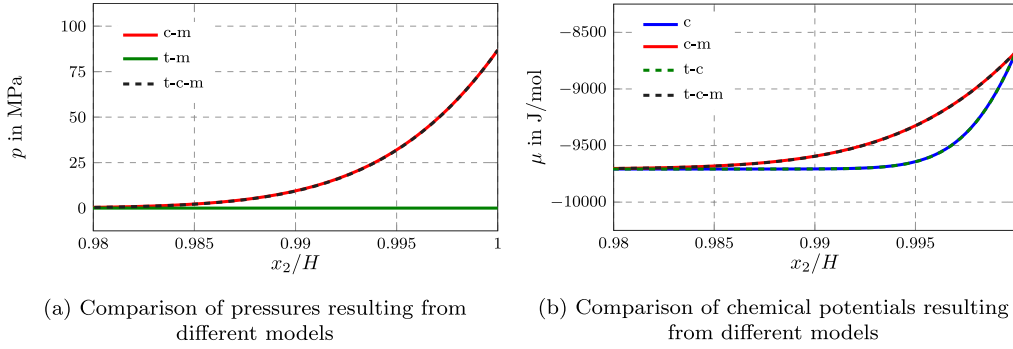 100
75
50
25
0
p in MPa
c-m
t-m
t-c-m
0.98
0.985
0.99
0.995
1
x₂/H
(a) Comparison of pressures resulting from
different models
−8500
−9000
−9500
−10000
μ in J/mol
c
c-m
t-c
t-c-m
0.98
0.985
0.99
0.995
x₂/H
(b) Comparison of chemical potentials resulting
from different models